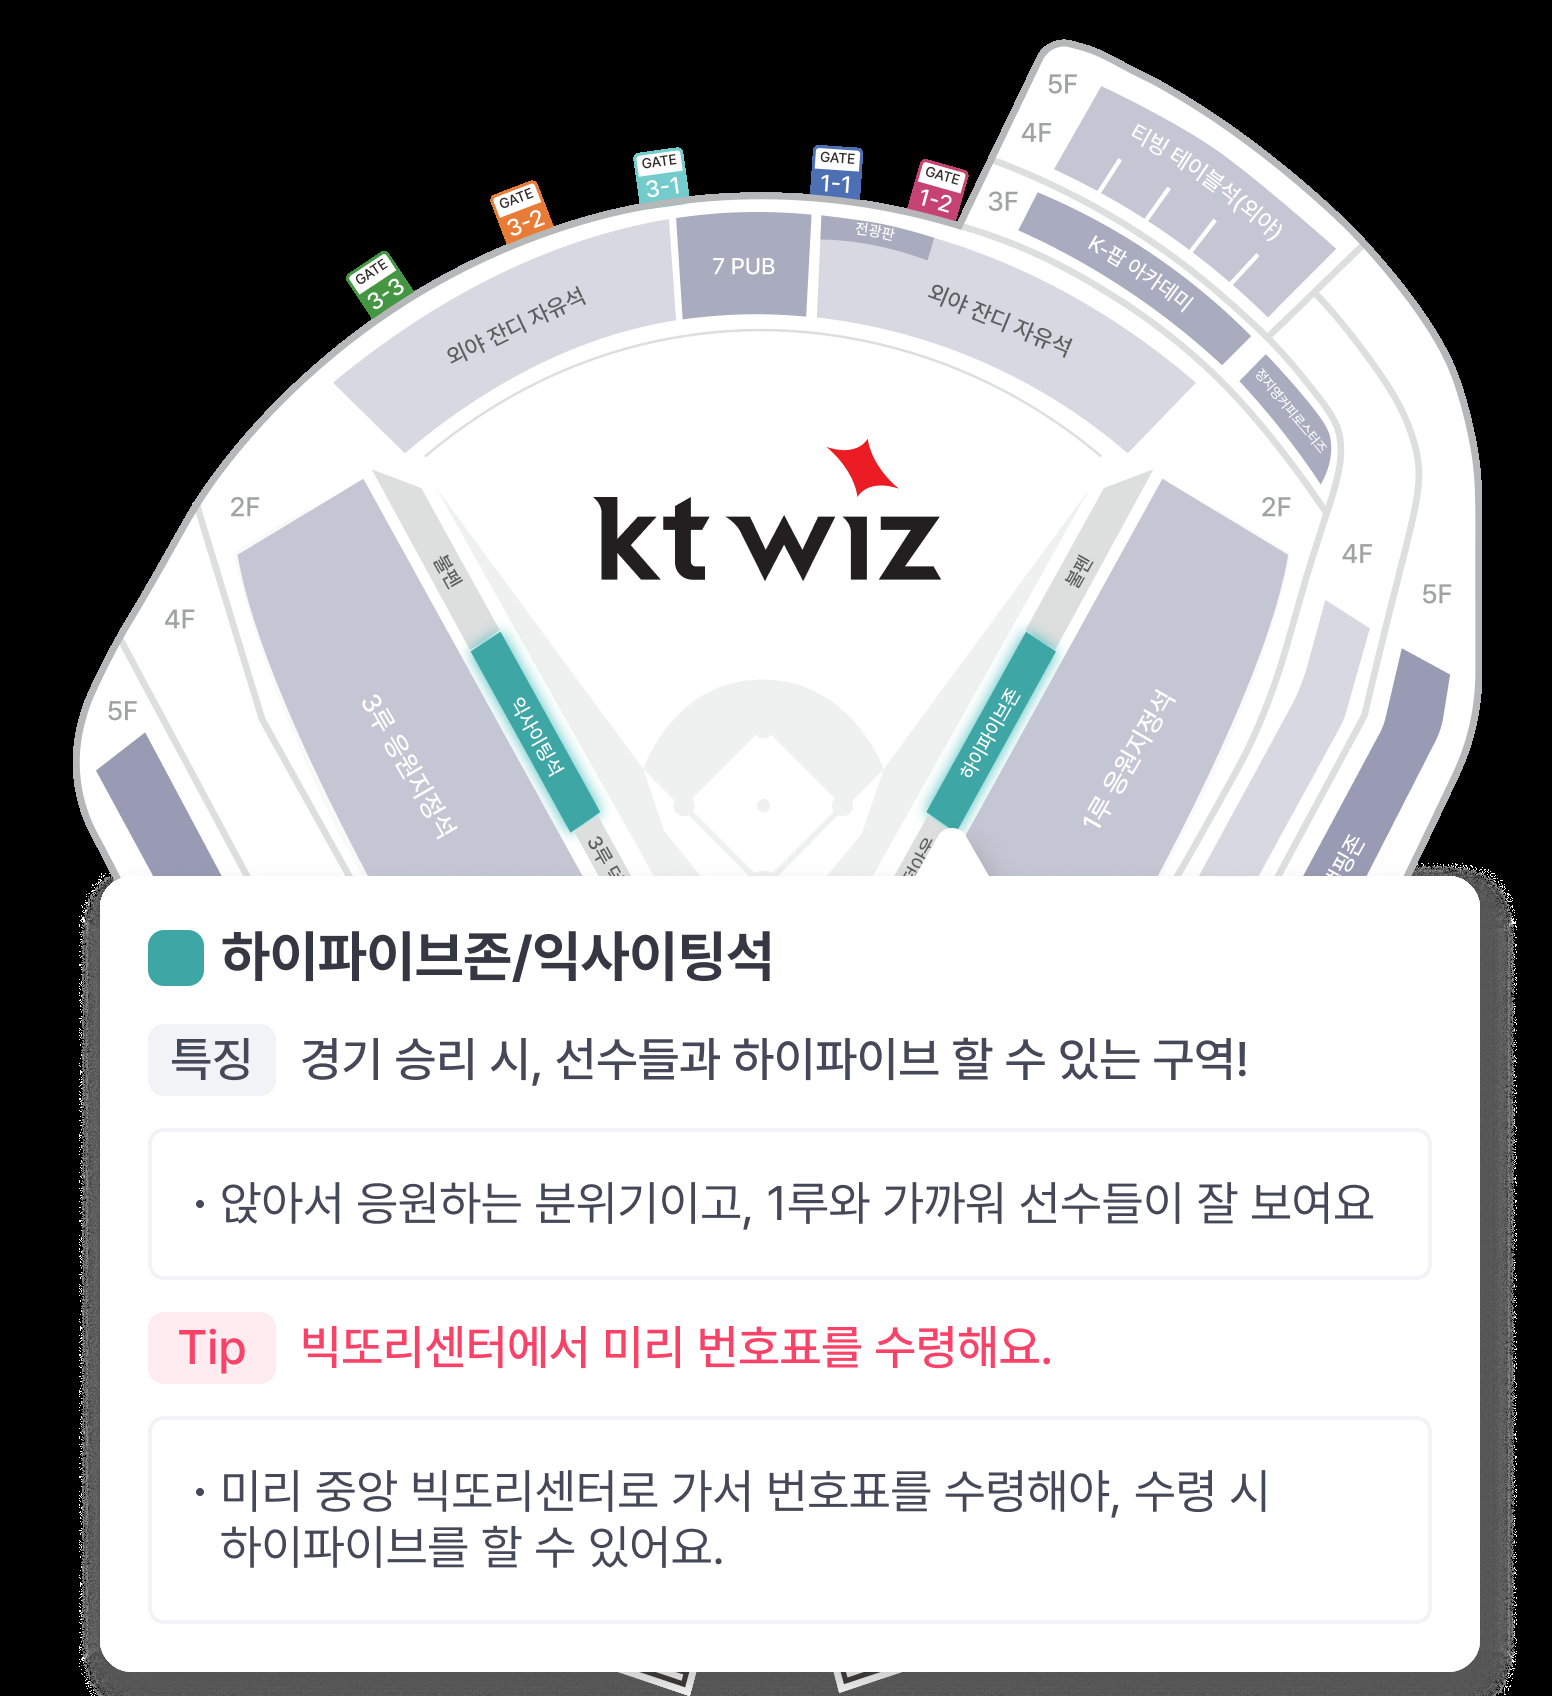 5F
4F
티빙 테이블석(외야)
3F
K-팝 아카데미
정지영커피로스터즈
GATE
3-1
GATE
1-1
GATE
1-2
GATE
3-2
GATE
3-3
전광판
7 PUB
외야 잔디 자유석
외야 잔디 자유석
kt wiz
2F
2F
불펜
불펜
4F
4F
5F
5F
익사이팅석
하이파이브존
3루 응원지정석
1루 응원지정석
3루
핑존
하이파이브존/익사이팅석
특징
경기 승리 시, 선수들과 하이파이브 할 수 있는 구역!
· 앉아서 응원하는 분위기이고, 1루와 가까워 선수들이 잘 보여요
Tip
빅또리센터에서 미리 번호표를 수령해요.
· 미리 중앙 빅또리센터로 가서 번호표를 수령해야, 수령 시
하이파이브를 할 수 있어요.